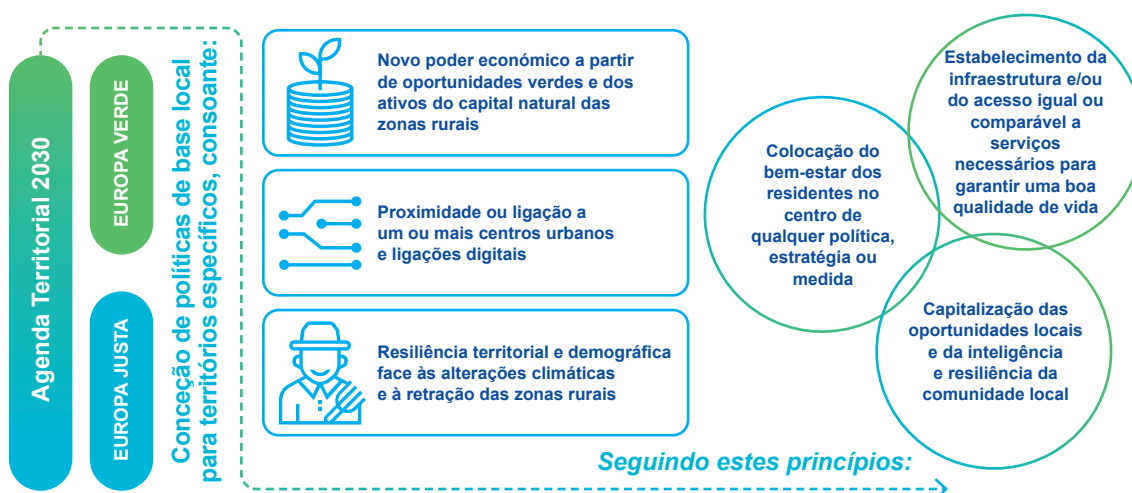 Agenda Territorial 2030
EUROPA VERDE
EUROPA JUSTA
Conceção de políticas de base local
para territórios específicos, consoante:
Novo poder económico a partir
de oportunidades verdes e dos
ativos do capital natural das
zonas rurais
Proximidade ou ligação a
um ou mais centros urbanos
e ligações digitais
Resiliência territorial e demográfica
face às alterações climáticas
e à retração das zonas rurais
Seguindo estes princípios:
Colocação do
bem-estar dos
residentes no
centro de
qualquer política,
estratégia ou
medida
Estabelecimento da
infraestrutura e/ou
do acesso igual ou
comparável a
serviços
necessários para
garantir uma boa
qualidade de vida
Capitalização das
oportunidades locais
e da inteligência
e resiliência da
comunidade local